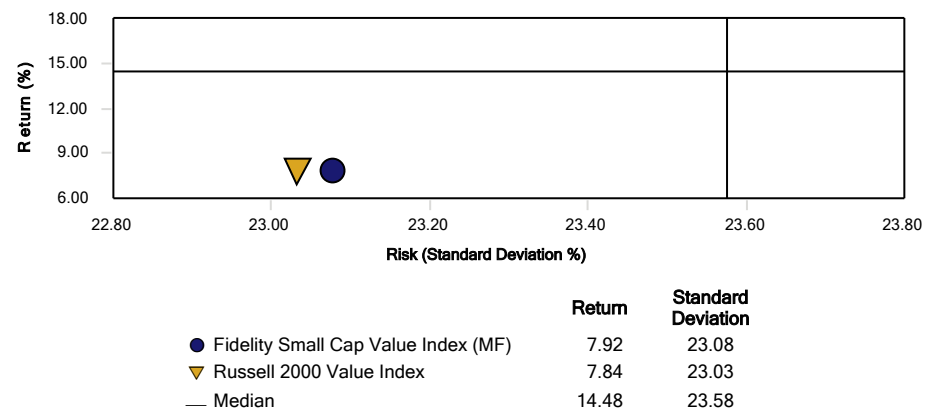 18.00
15.00
12.00
9.00
6.00
Return (%)
22.80 23.00 23.20 23.40 23.60 23.80
Risk (Standard Deviation %)
Return Standard Deviation
Fidelity Small Cap Value Index (MF) 7.92 23.08
Russell 2000 Value Index 7.84 23.03
Median 14.48 23.58